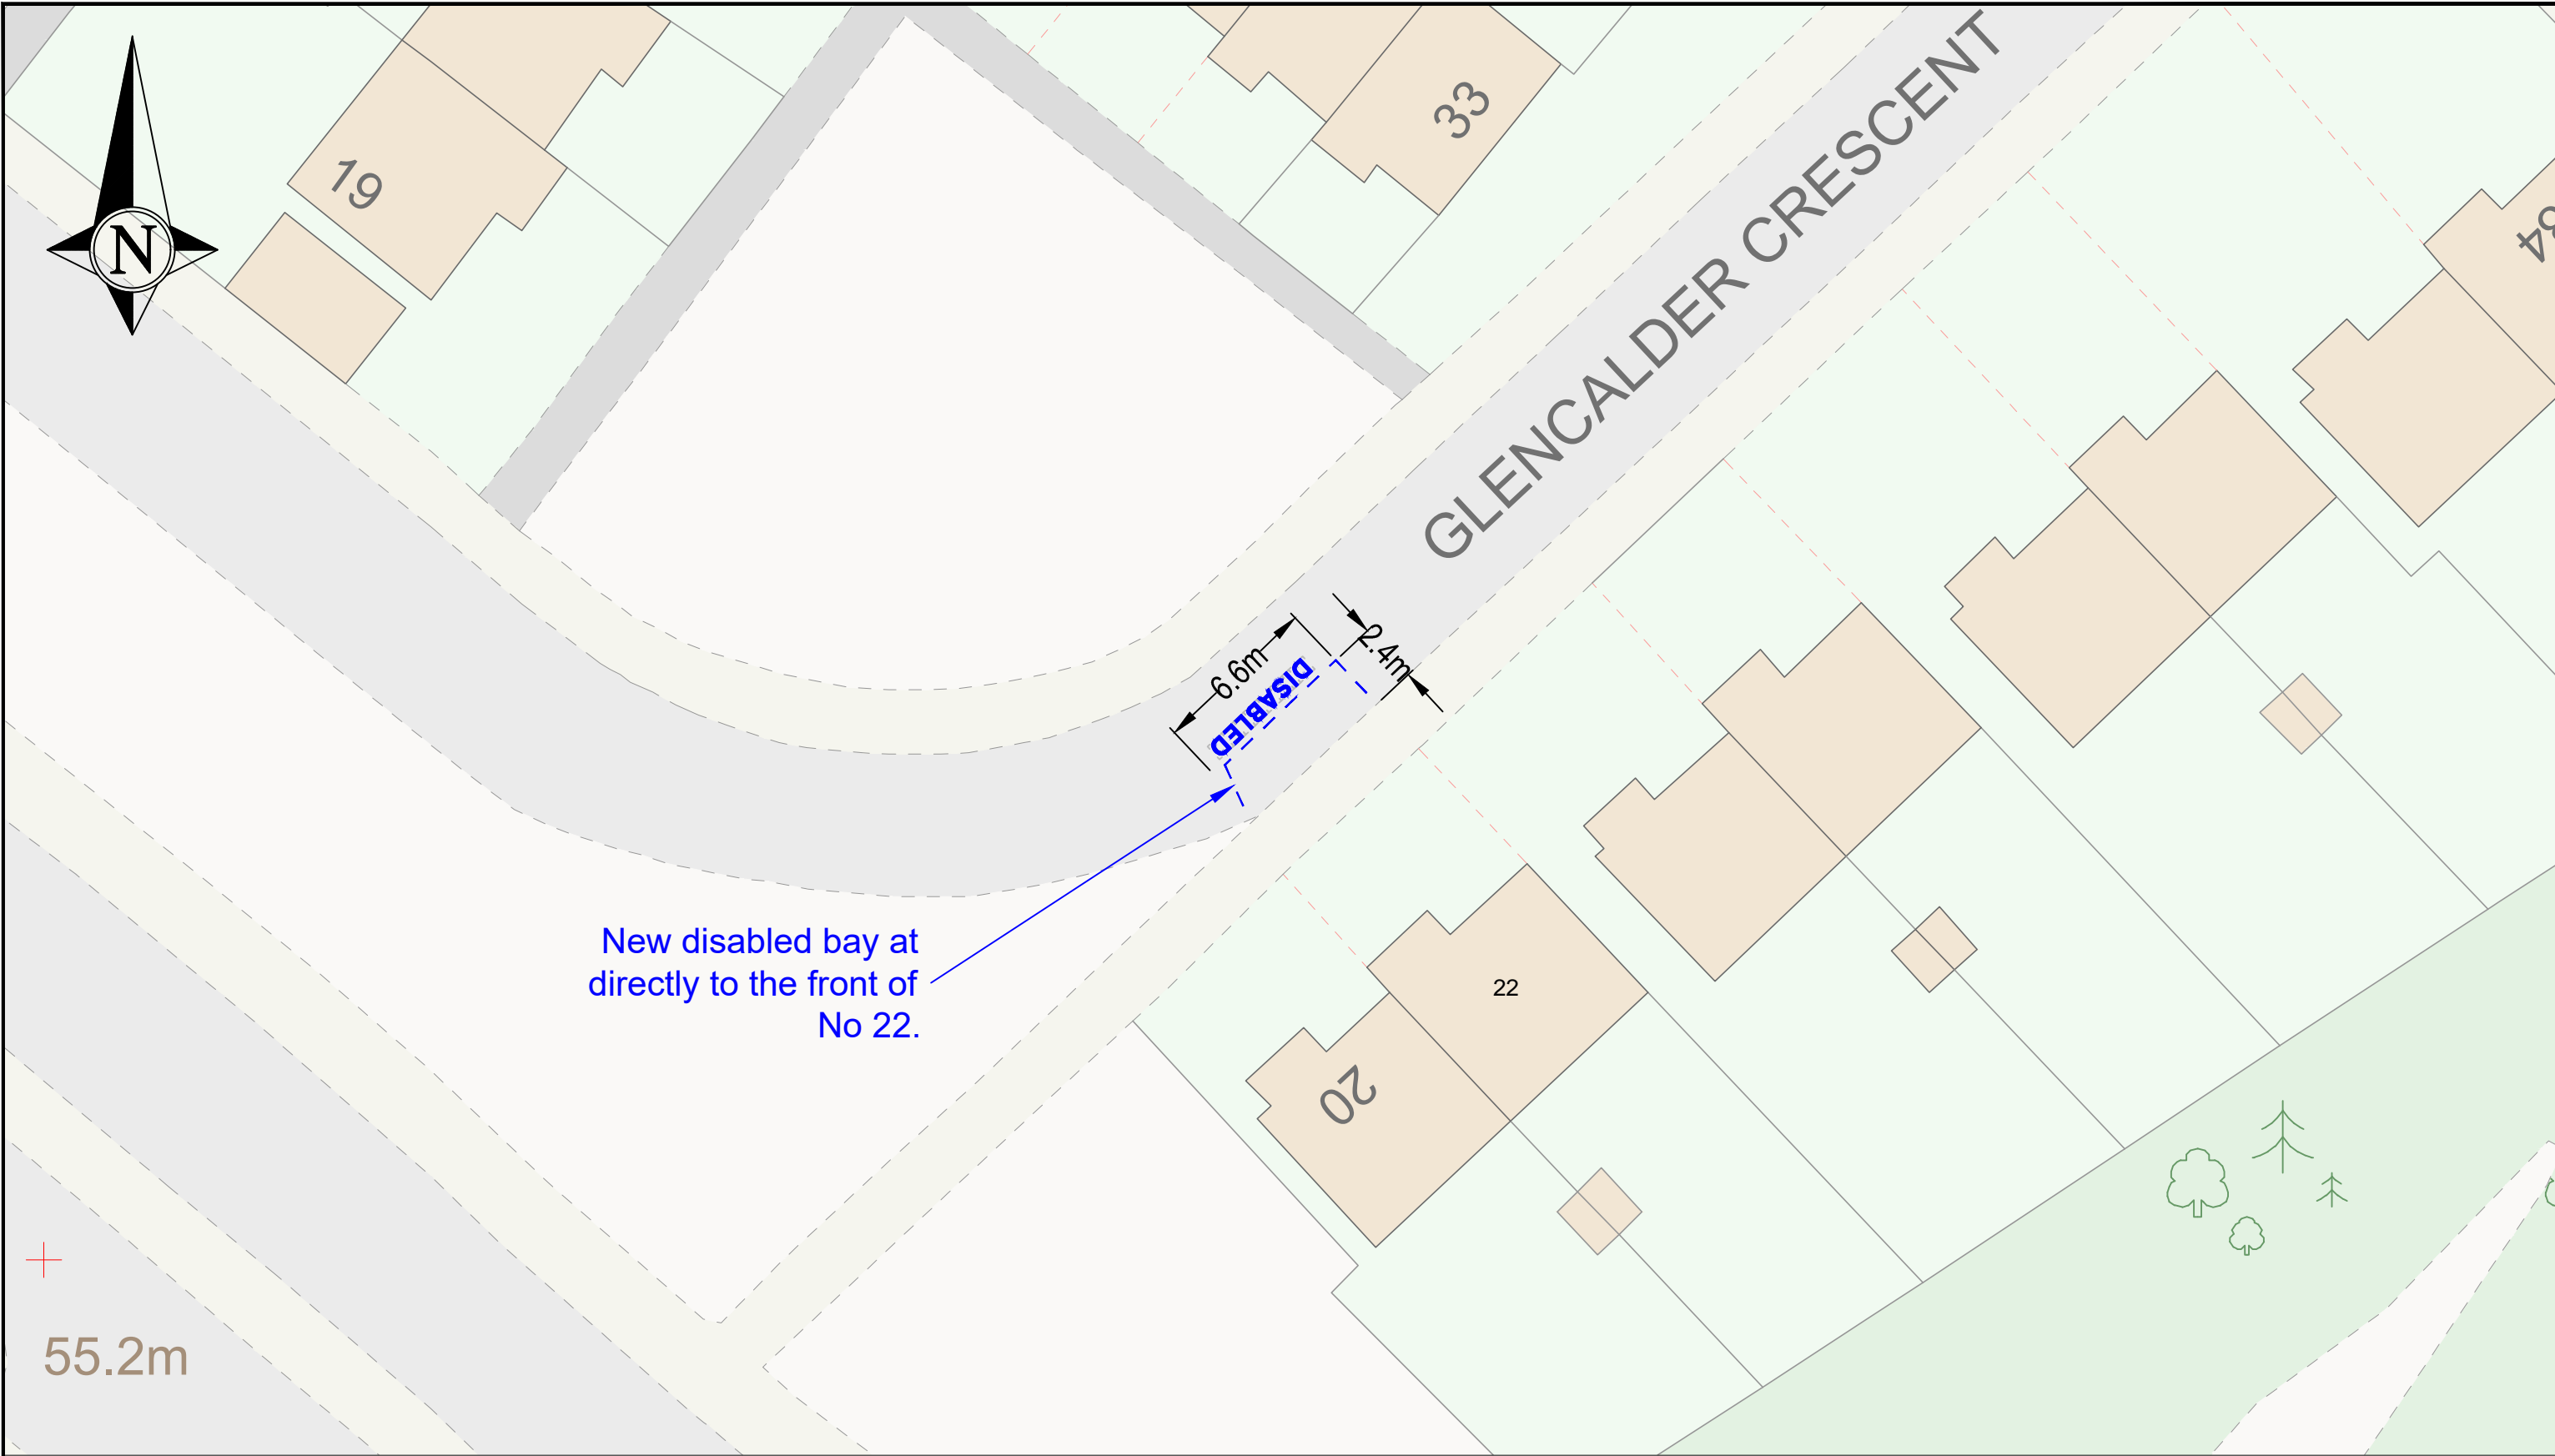 33
GLENCALDER CRESCENT
19
N
6.6m
2.4m
DISABLED
New disabled bay at
directly to the front of
No 22.
22
20
55.2m